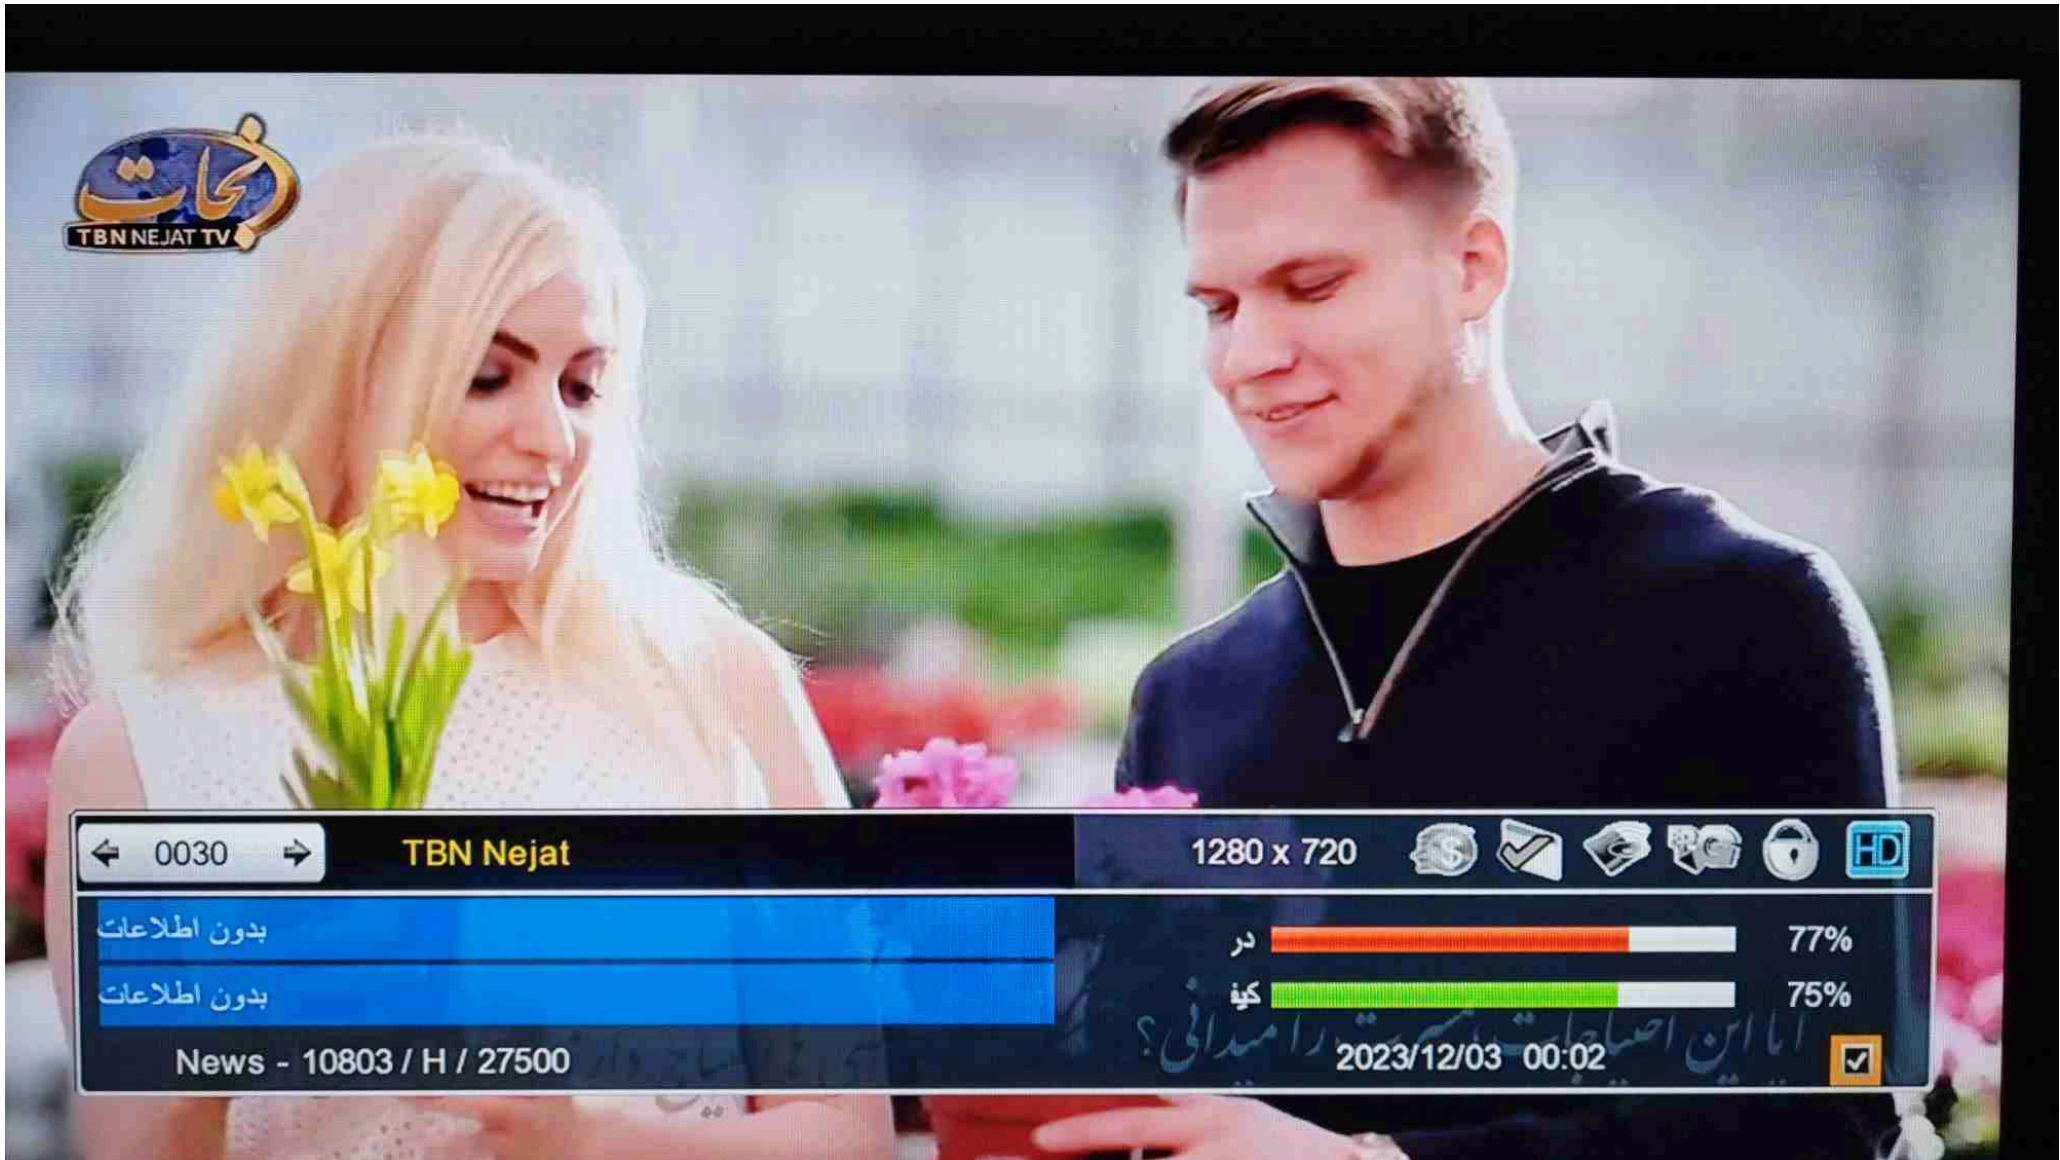 نجات
TBN NEJAT TV
0030
TBN Nejat
1280 x 720
HD
بدون اطلاعات
در
77%
بدون اطلاعات
کیف
75%
آیا این احتیاجات همسرت را میدانی؟
News - 10803 / H / 27500
2023/12/03 00:02